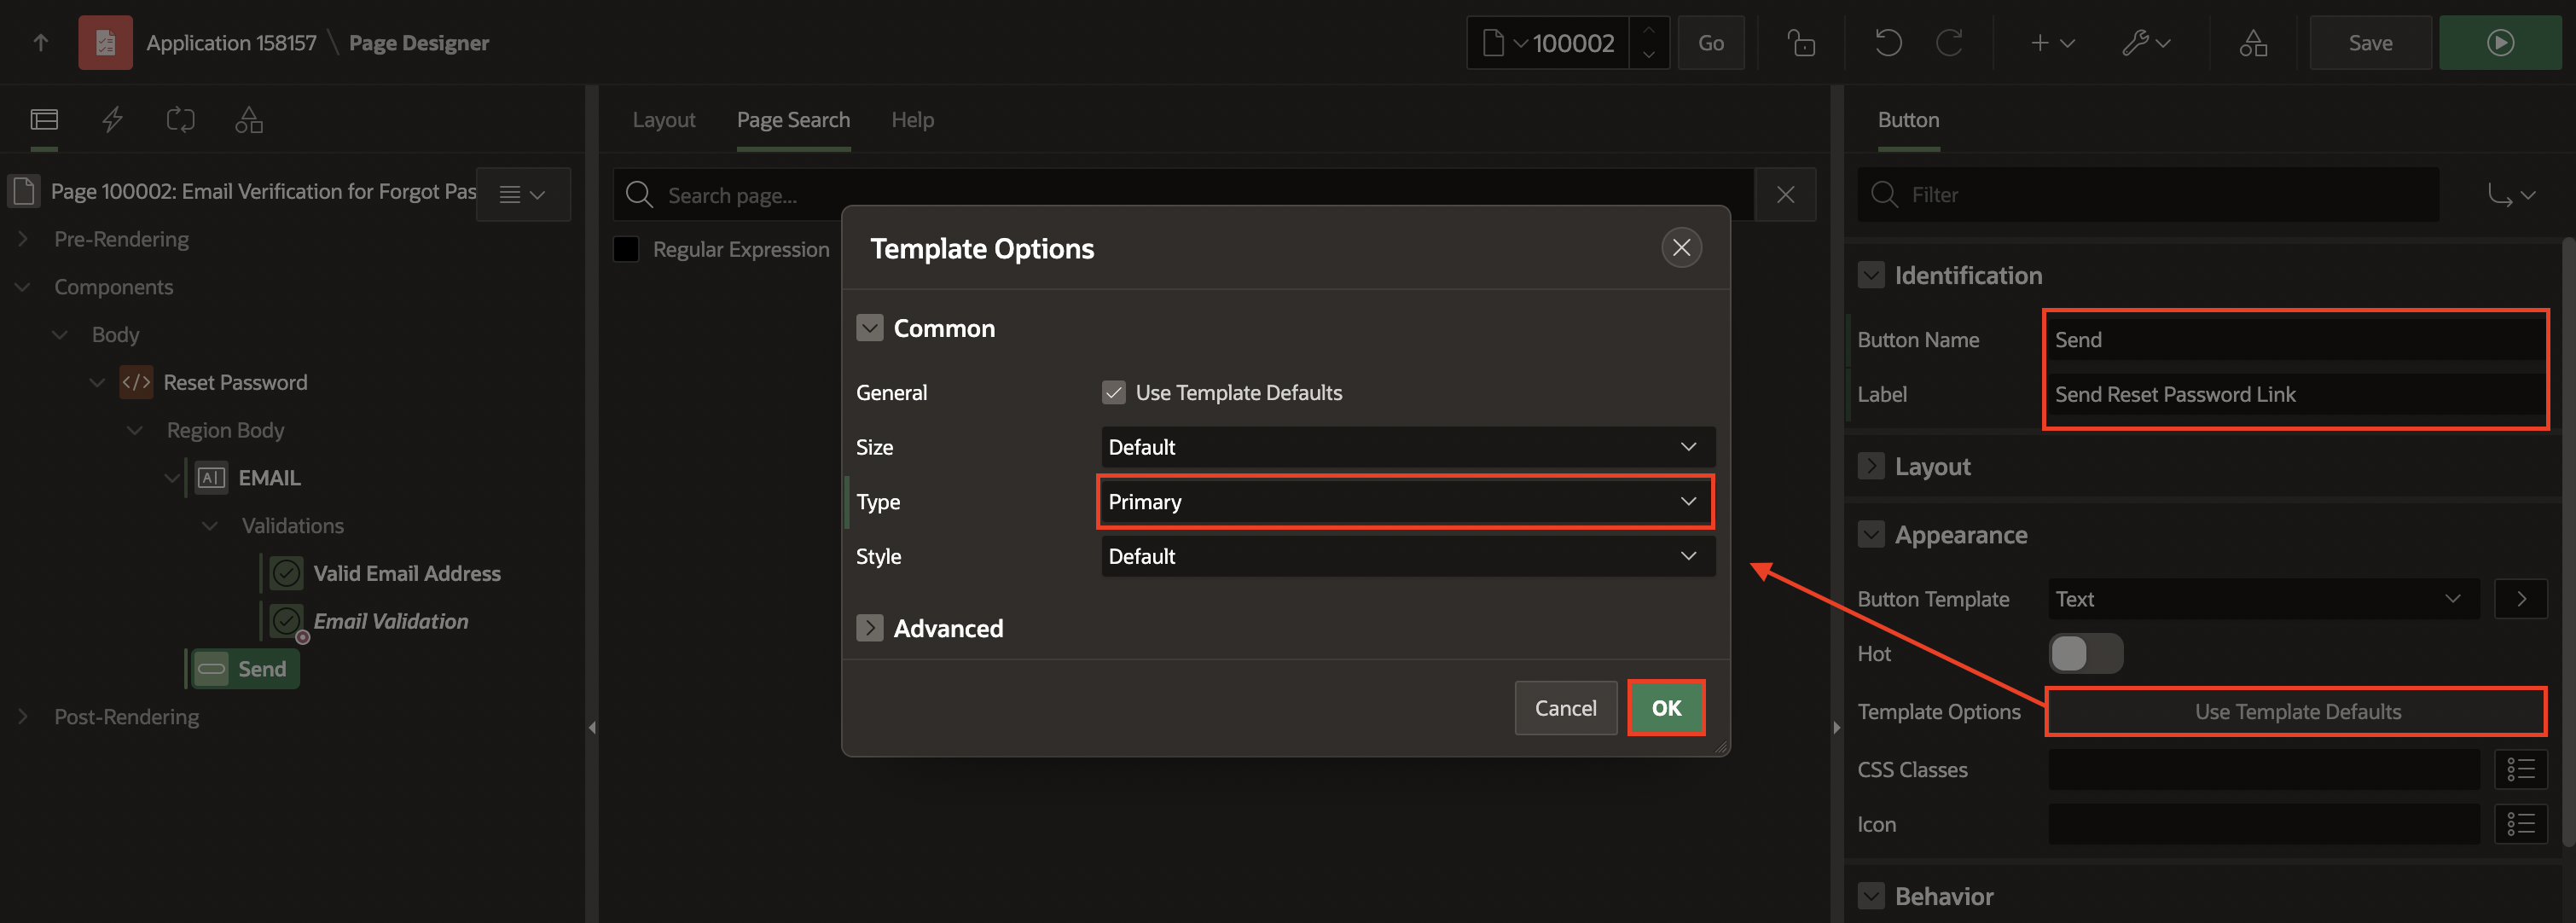 Application 158157 \ Page Designer
100002
Go
Save
Page 100002: Email Verification for Forgot Pas
Pre-Rendering
Components
Body
Reset Password
Region Body
EMAIL
Validations
Valid Email Address
Email Validation
Send
Post-Rendering
Layout
Page Search
Help
Search page...
Regular Expression
Template Options
Common
General
Use Template Defaults
Size
Default
Type
Primary
Style
Default
Advanced
Cancel
OK
Button
Filter
Identification
Button Name
Send
Label
Send Reset Password Link
Layout
Appearance
Button Template
Text
Hot
Template Options
Use Template Defaults
CSS Classes
Icon
Behavior